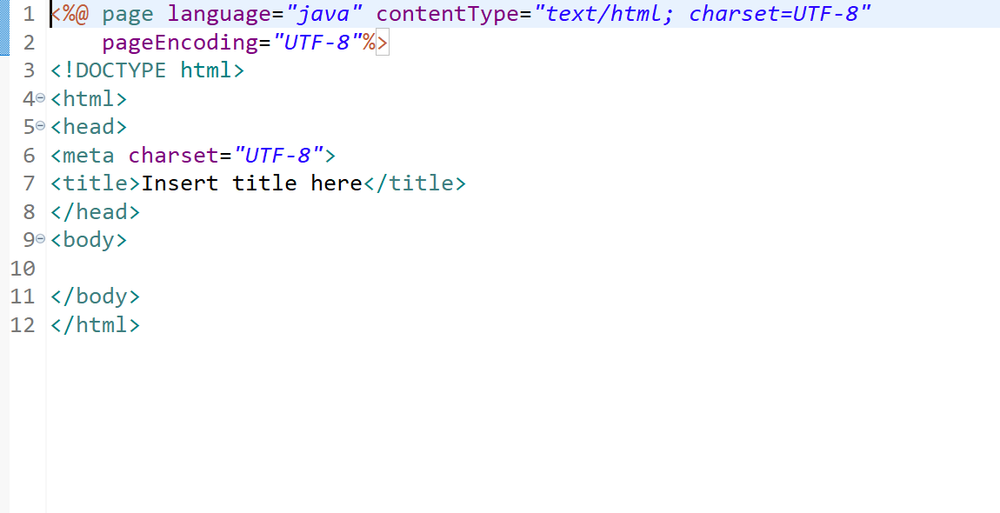 1 <%@ page language="java" contentType="text/html; charset=UTF-8"
2     pageEncoding="UTF-8"%>
3 <!DOCTYPE html>
4 <html>
5 <head>
6 <meta charset="UTF-8">
7 <title>Insert title here</title>
8 </head>
9 <body>
10
11 </body>
12 </html>